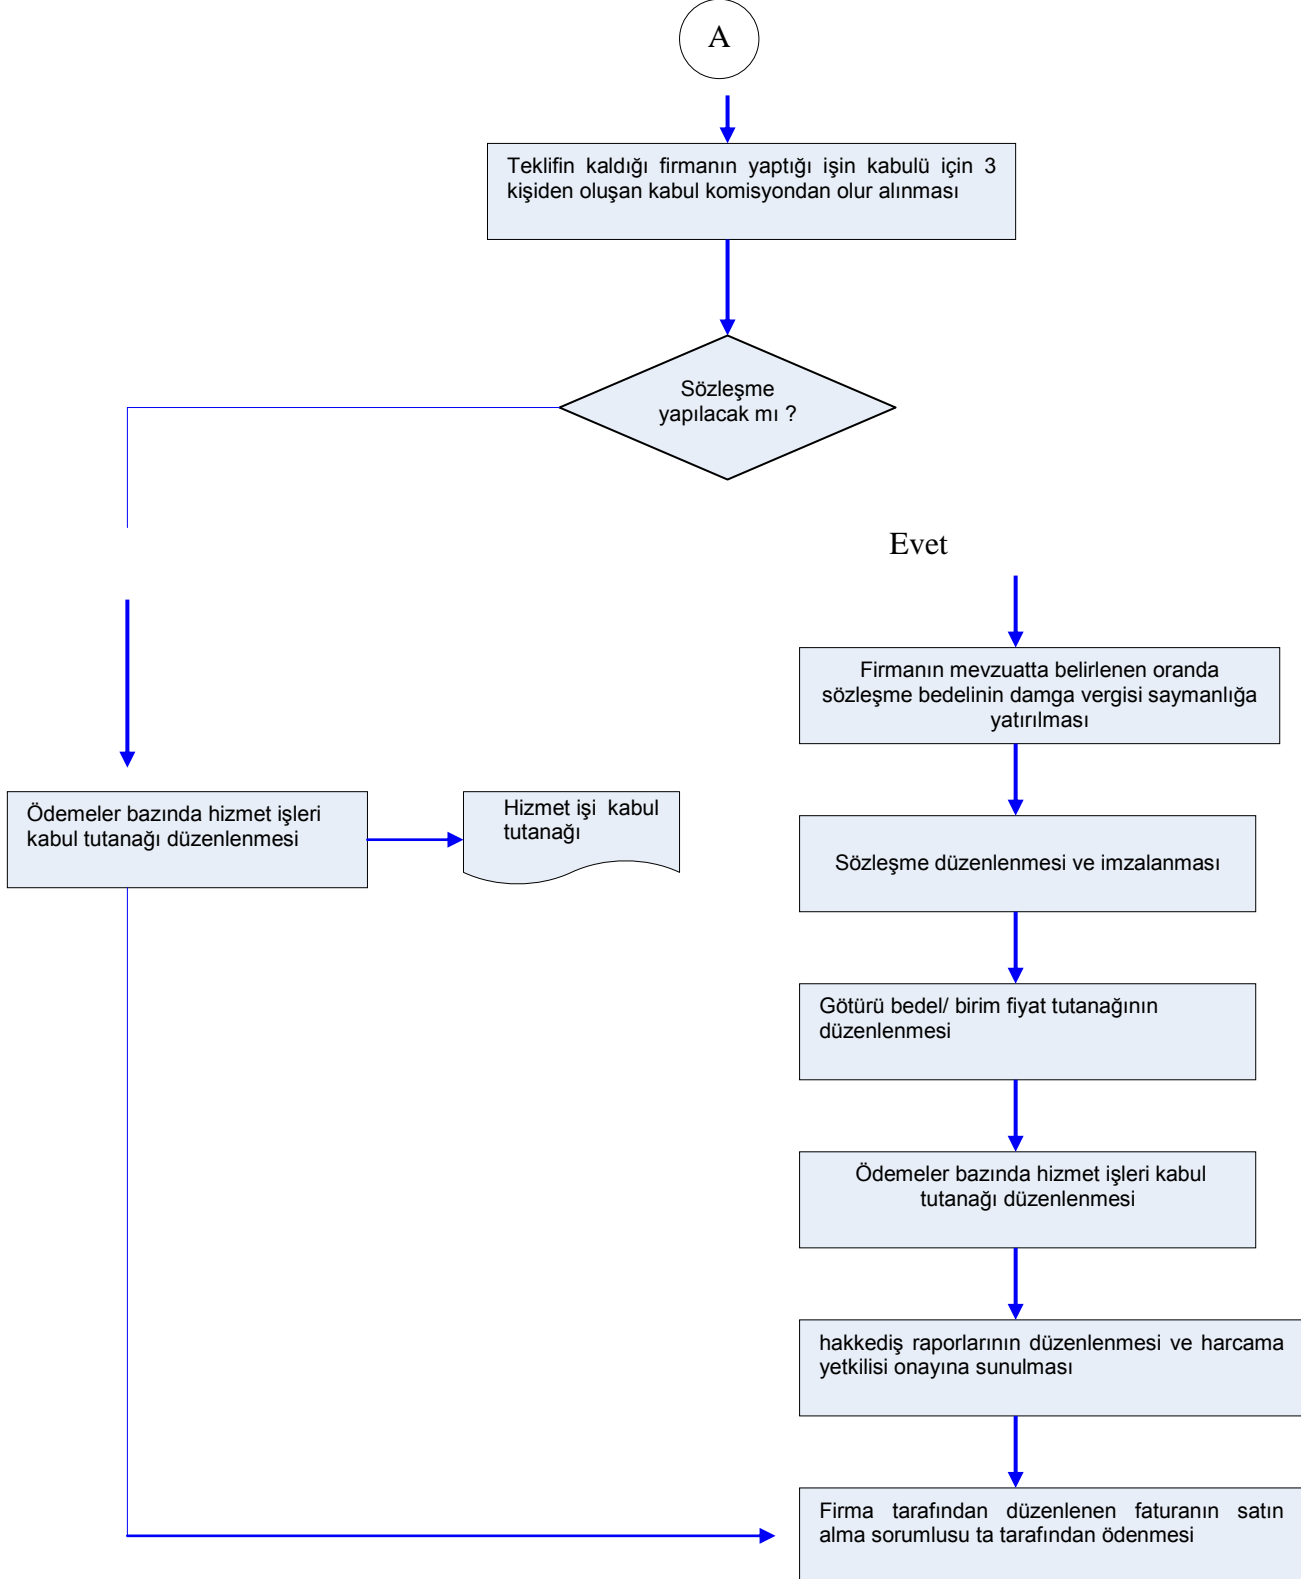 A
Teklifin kaldığı firmanın yaptığı işin kabulü için 3
kişiden oluşan kabul komisyondan olur alınması
Sözleşme
yapılacak mı ?
Evet
Firmanın mevzuatta belirlenen oranda
sözleşme bedelinin damga vergisi saymanlığa
yatırılması
Ödemeler bazında hizmet işleri
kabul tutanağı düzenlenmesi
Hizmet işi kabul
tutanağı
Sözleşme düzenlenmesi ve imzalanması
Götürü bedel/ birim fiyat tutanağının
düzenlenmesi
Ödemeler bazında hizmet işleri kabul
tutanağı düzenlenmesi
hakkediş raporlarının düzenlenmesi ve harcama
yetkilisi onayına sunulması
Firma tarafından düzenlenen faturanın satın
alma sorumlusu ta tarafından ödenmesi